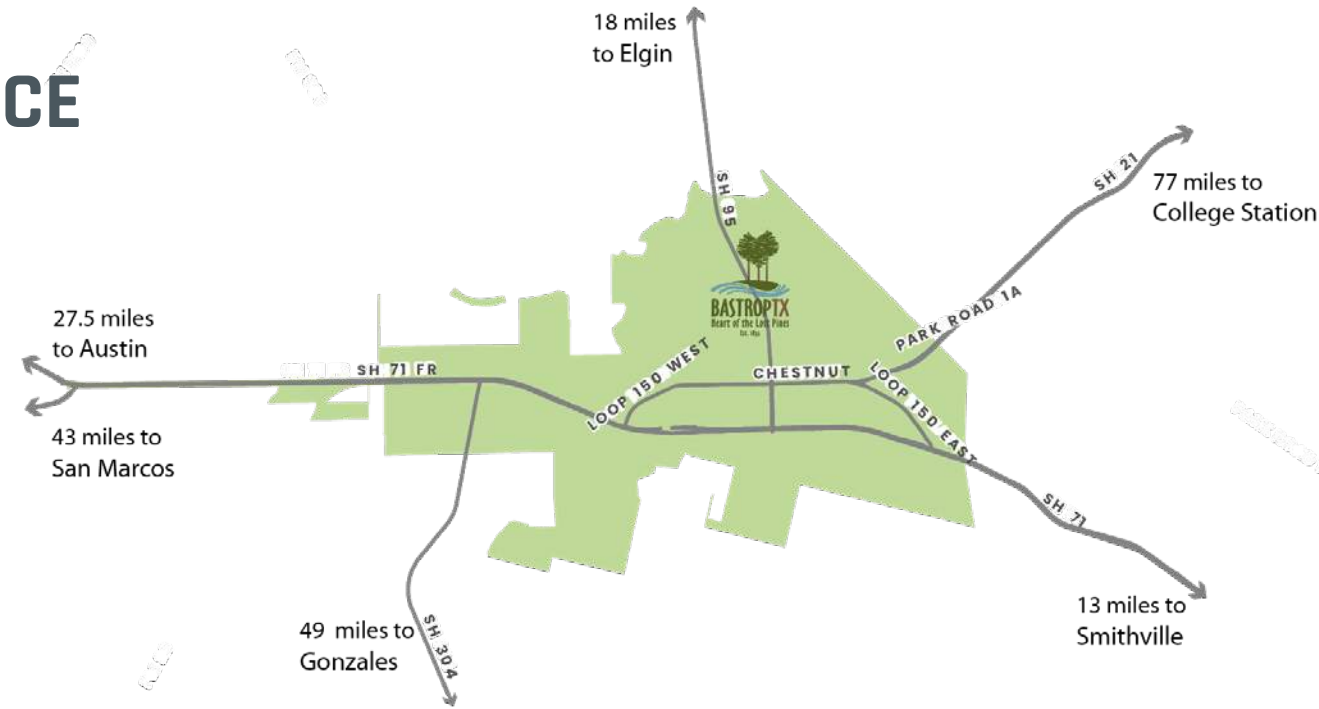 CE
18 miles
to Elgin
SH 95
SH 21
77 miles to
College Station
PARK ROAD 1A
BASTROPTX
Heart of the Lost Pines
Est. 1832
27.5 miles
to Austin
SH 71 FR
LOOP 150 WEST
CHESTNUT
LOOP 150 EAST
43 miles to
San Marcos
SH 71
13 miles to
Smithville
49 miles to
Gonzales
SH 304